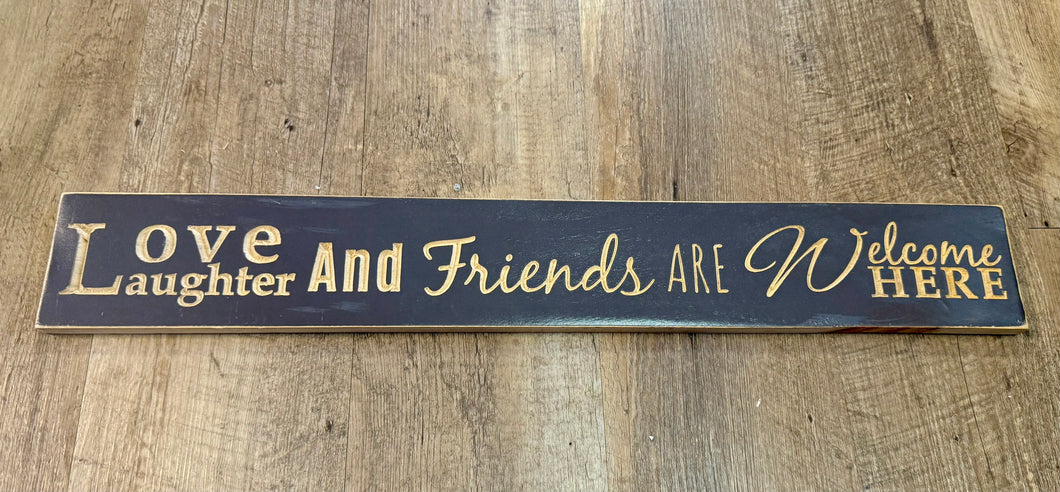 Love Laughter And Friends ARE Welcome HERE